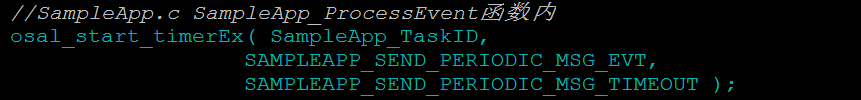 //SampleApp.c SampleApp_ProcessEvent函数内
osal_start_timerEx( SampleApp_TaskID,
SAMPLEAPP_SEND_PERIODIC_MSG_EVT,
SAMPLEAPP_SEND_PERIODIC_MSG_TIMEOUT );